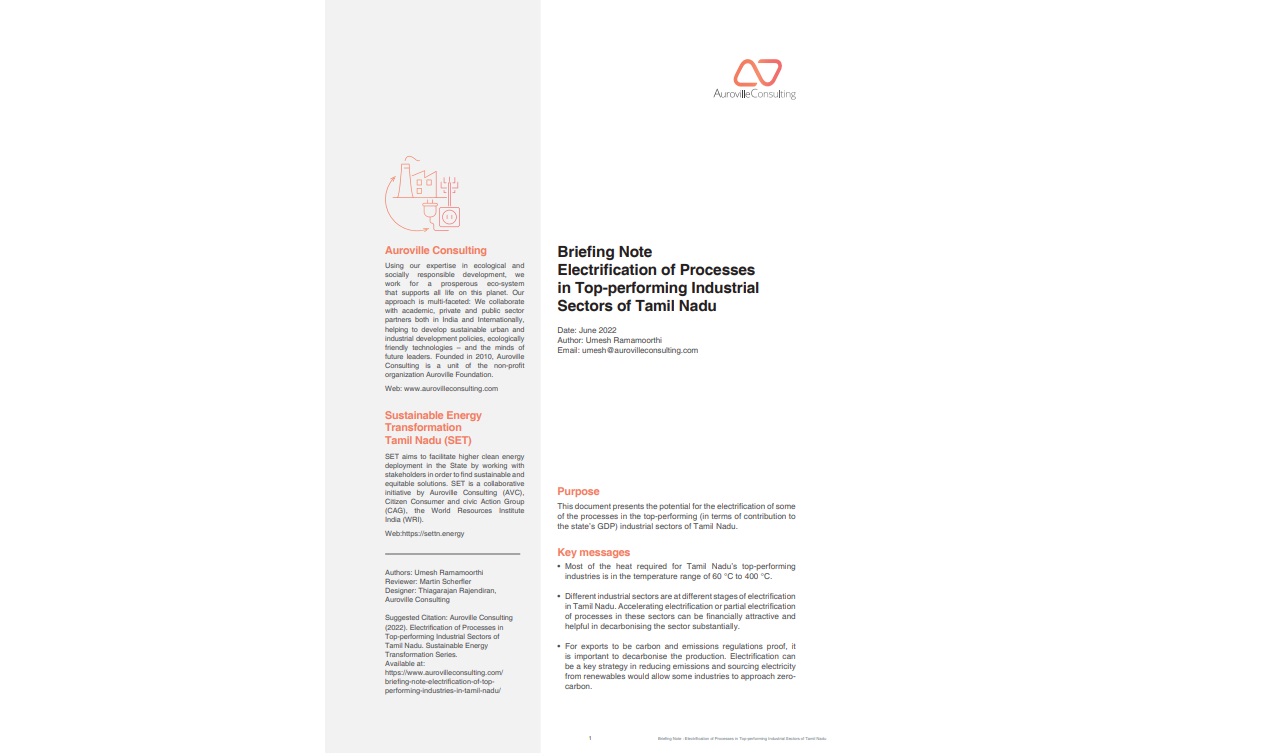 AurovilleConsulting
Auroville Consulting
Using our expertise in ecological and
socially responsible development, we
work for a prosperous eco-system
that supports all life on this planet. Our
approach is multi-faceted: We collaborate
with academic, private and public sector
partners both in India and Internationally,
helping to develop sustainable urban and
industrial development policies, ecologically
friendly technologies – and the minds of
future leaders. Founded in 2010, Auroville
Consulting is a unit of the non-profit
organization Auroville Foundation.
Web: www.aurovilleconsulting.com
Sustainable Energy
Transformation
Tamil Nadu (SET)
SET aims to facilitate higher clean energy
deployment in the State by working with
stakeholders in order to find sustainable and
equitable solutions. SET is a collaborative
initiative by Auroville Consulting (AVC),
Citizen Consumer and civic Action Group
(CAG), the World Resources Institute
India (WRI).
Web:https://settn.energy
Authors: Umesh Ramamoorthi
Reviewer: Martin Scherfler
Designer: Thiagarajan Rajendiran,
Auroville Consulting
Suggested Citation: Auroville Consulting
(2022). Electrification of Processes in
Top-performing Industrial Sectors of
Tamil Nadu. Sustainable Energy
Transformation Series.
Available at:
https://www.aurovilleconsulting.com/
briefing-note-electrification-of-top-
performing-industries-in-tamil-nadu/
Briefing Note
Electrification of Processes
in Top-performing Industrial
Sectors of Tamil Nadu
Date: June 2022
Author: Umesh Ramamoorthi
Email: umesh@aurovilleconsulting.com
Purpose
This document presents the potential for the electrification of some
of the processes in the top-performing (in terms of contribution to
the state's GDP) industrial sectors of Tamil Nadu.
Key messages
• Most of the heat required for Tamil Nadu's top-performing
industries is in the temperature range of 60 °C to 400 °C.
• Different industrial sectors are at different stages of electrification
in Tamil Nadu. Accelerating electrification or partial electrification
of processes in these sectors can be financially attractive and
helpful in decarbonising the sector substantially.
• For exports to be carbon and emissions regulations proof, it
is important to decarbonise the production. Electrification can
be a key strategy in reducing emissions and sourcing electricity
from renewables would allow some industries to approach zero-
carbon.
1
Briefing Note : Electrification of Processes in Top-performing Industrial Sectors of Tamil Nadu